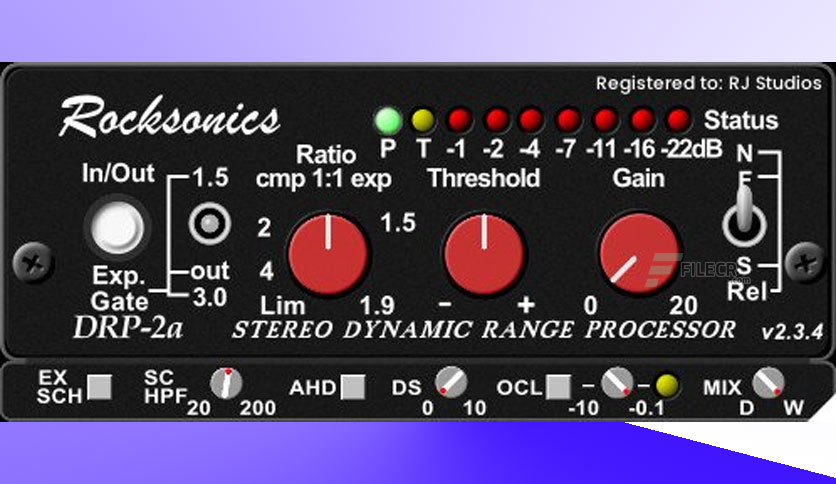 Registered to: RJ Studios
Rocksonics
Status
P T -1 -2 -4 -7 -11 -16 -22dB
Ratio
In/Out
1.5
cmp 1:1 exp
Threshold
Gain
N
F
2
1.5
4
out
Exp.
Gate
3.0
Lim
1.9
- +
0
20
S
Rel
FILECR
.com
DRP-2a
STEREO DYNAMIC RANGE PROCESSOR
v2.3.4
EX
SCH
SC
HPF
20 200
AHD
DS
0 10
OCL
- -
-10 -0.1
MIX
D W